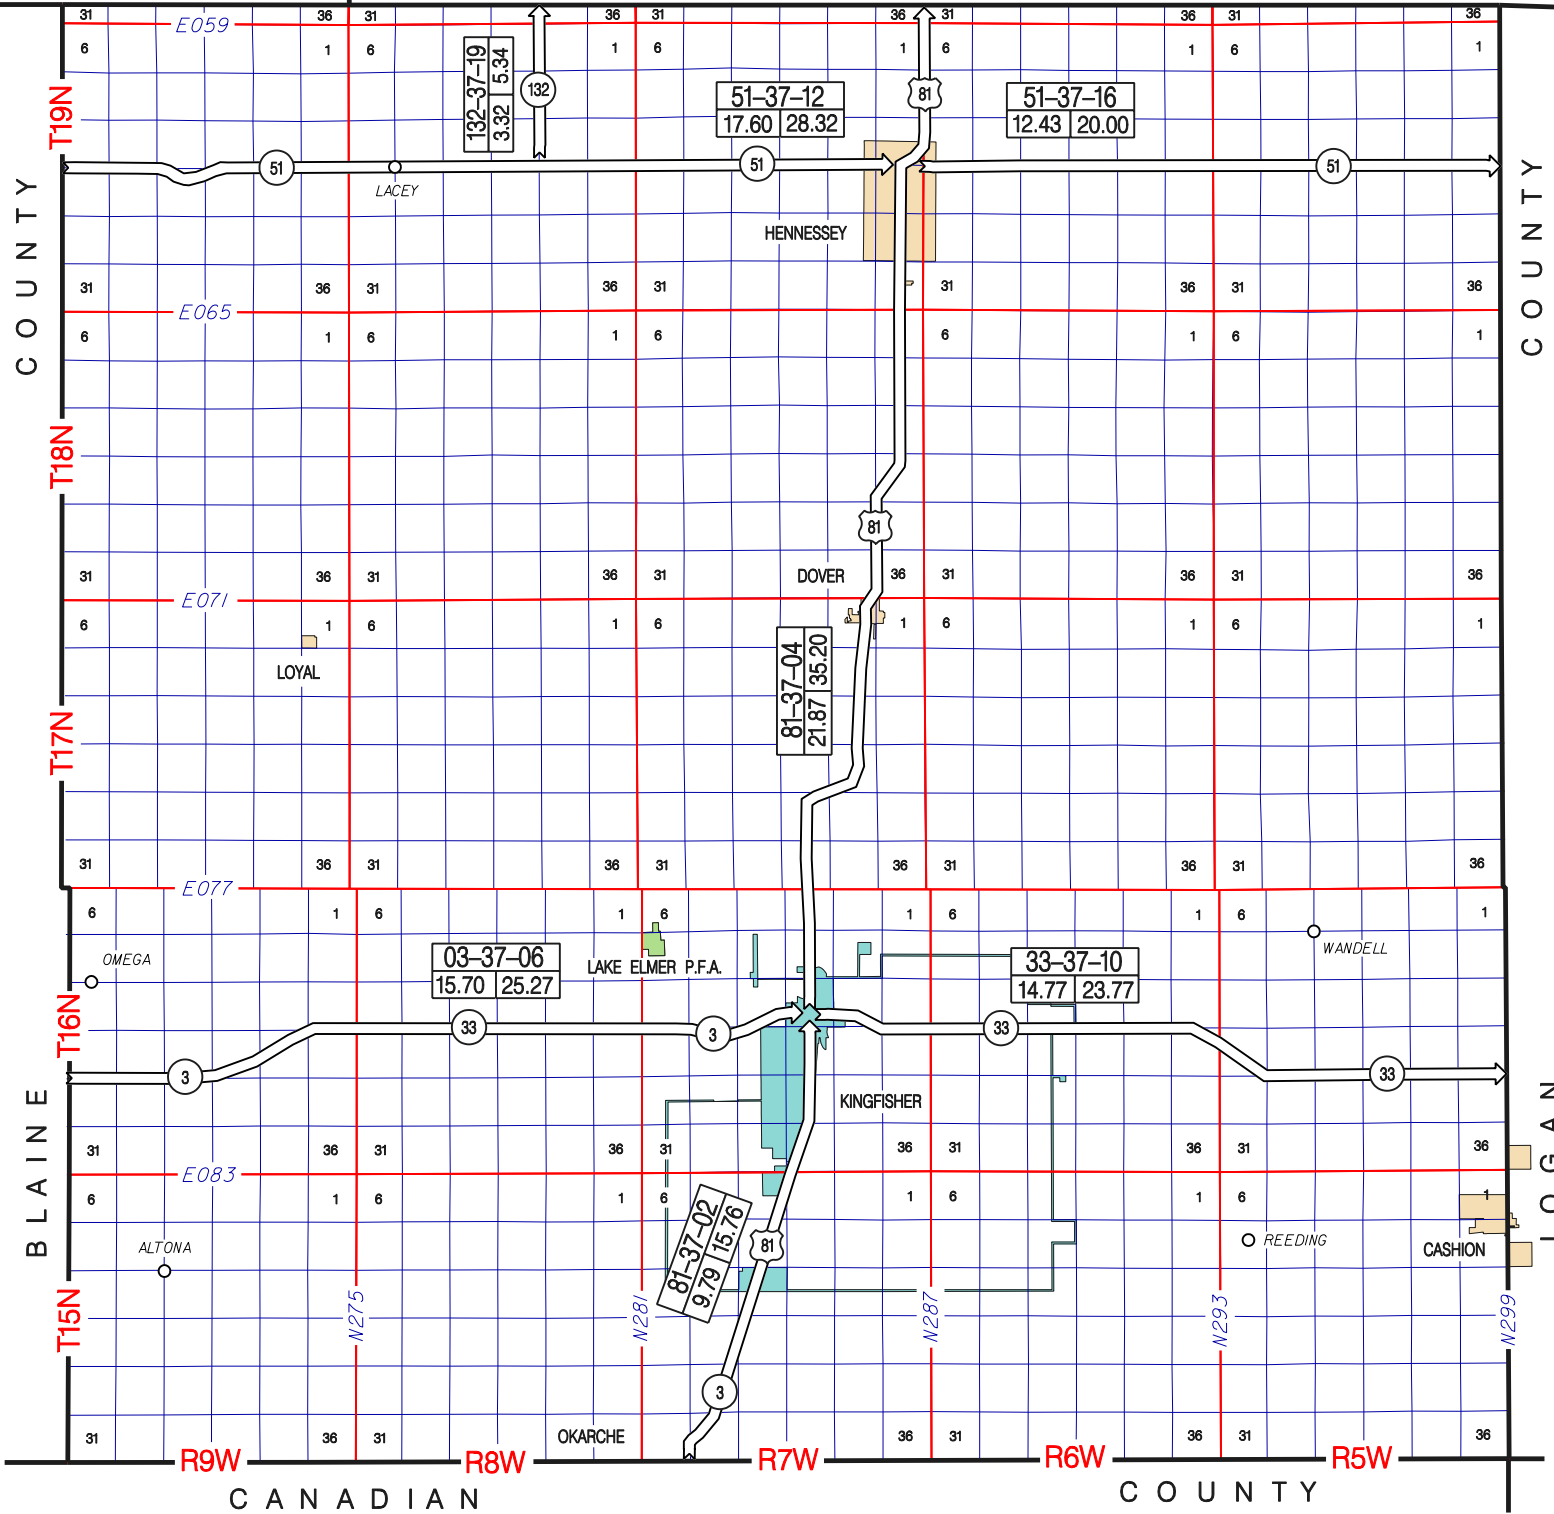 31 36 31 36 31 36 31 36 31 36
E059
6 1 6 1 6 1 6 1 6 1
132-37-19
3.32 5.34
132
51-37-12
17.60 28.32
81
51-37-16
12.43 20.00
T19N
51
51
51
LACEY
HENNESSEY
COUNTY
COUNTY
31 36 31 36 31 31 36 31 36
E065
6 1 6 1 6 6 1 6 1
T18N
81
DOVER
31 36 31 36 31 36 31 36 31 36
E071
6 1 6 1 6 1 6 1 6 1
LOYAL
81-37-04
21.87 35.20
T17N
31 36 31 36 31 36 31 36 31 36
E077
6 1 6 1 6 1 6 1 6 1
OMEGA
03-37-06
15.70 25.27
LAKE ELMER P.F.A.
33-37-10
14.77 23.77
WANDELL
T16N
33
3
33
3
33
KINGFISHER
BLAINE
31 36 31 36 31 36 31 36 31 36
E083
6 1 6 1 6 1 6 1 6 1
81-37-02
9.79 15.76
81
ALTONA
REEDING
CASHION
T15N
N275
N281
N287
N293
N299
3
OKARCHE
31 36 31 36 31 36 31 36
R9W R8W R7W R6W R5W
CANADIAN COUNTY